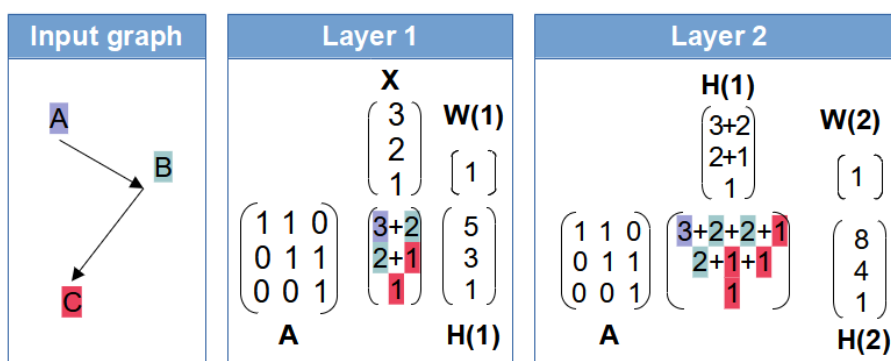 Input graph
A
B
C
Layer 1
X
3
2
1
W(1)
1
1 1 0
0 1 1
0 0 1
A
3+2
2+1
1
5
3
1
H(1)
Layer 2
H(1)
3+2
2+1
1
W(2)
1
1 1 0
0 1 1
0 0 1
A
3+2+2+1
2+1+1
1
8
4
1
H(2)